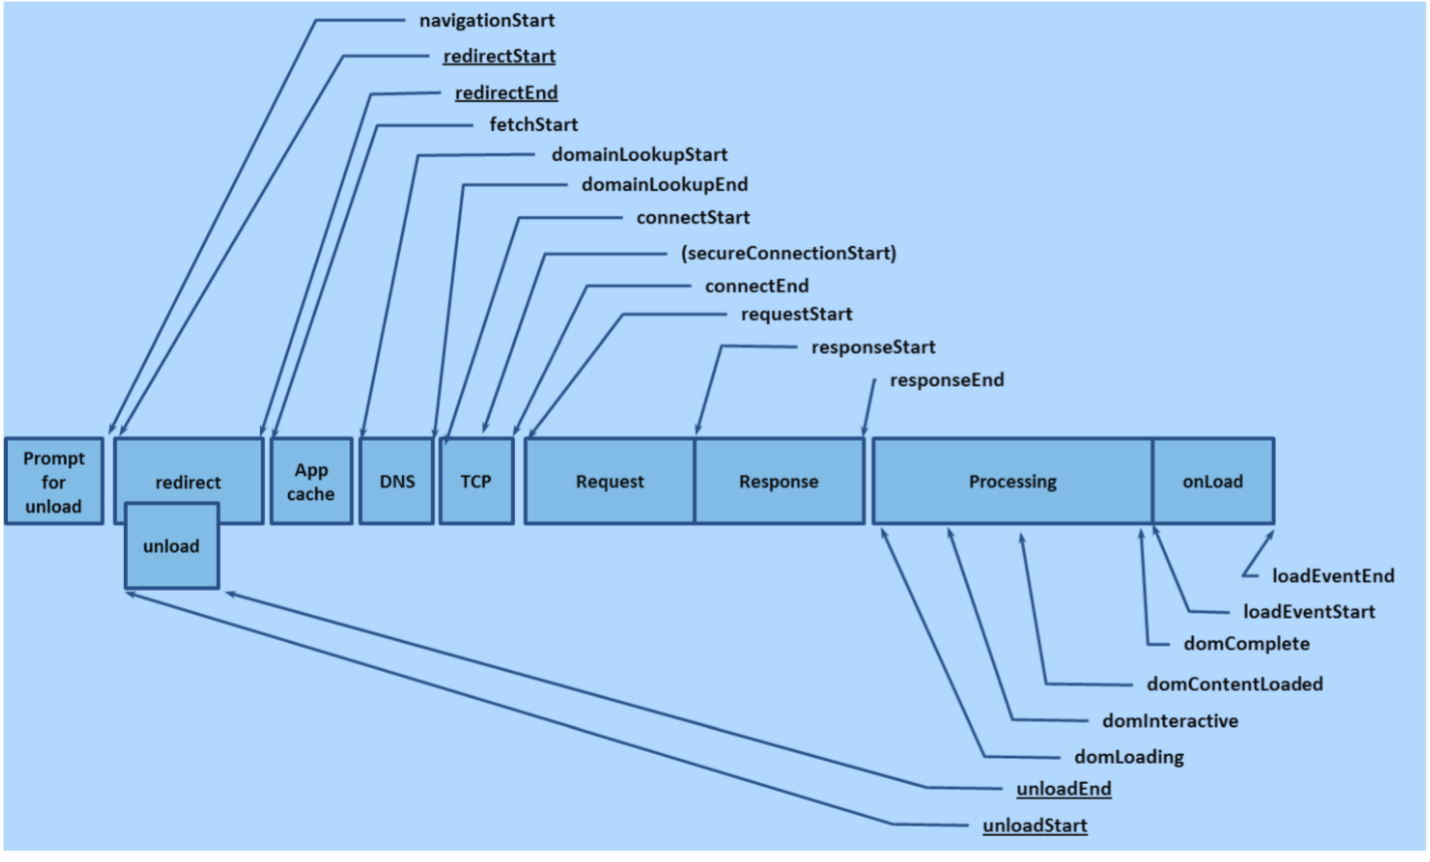 navigationStart
redirectStart
redirectEnd
fetchStart
domainLookupStart
domainLookupEnd
connectStart
(secureConnectionStart)
connectEnd
requestStart
responseStart
responseEnd
Prompt
for
unload
redirect
unload
App
cache
DNS
TCP
Request
Response
Processing
onLoad
loadEventEnd
loadEventStart
domComplete
domContentLoaded
domInteractive
domLoading
unloadEnd
unloadStart